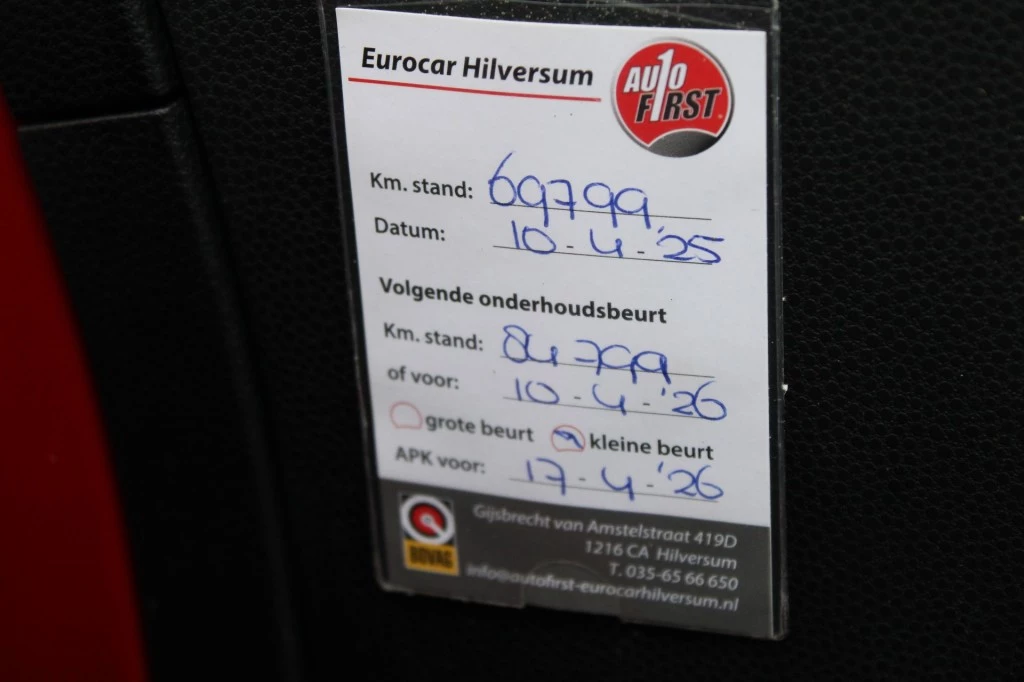 Eurocar Hilversum
AUTO
FIRST
Km. stand: 69799
Datum: 10-4-'25
Volgende onderhoudsbeurt
Km. stand: 84799
of voor: 10-4-'26
grote beurt kleine beurt
APK voor: 17-4-'26
BOVAG
Gijsbrecht van Amstelstraat 419D
1216 CA Hilversum
T. 035-65 66 650
info@autofirst-eurocarhilversum.nl